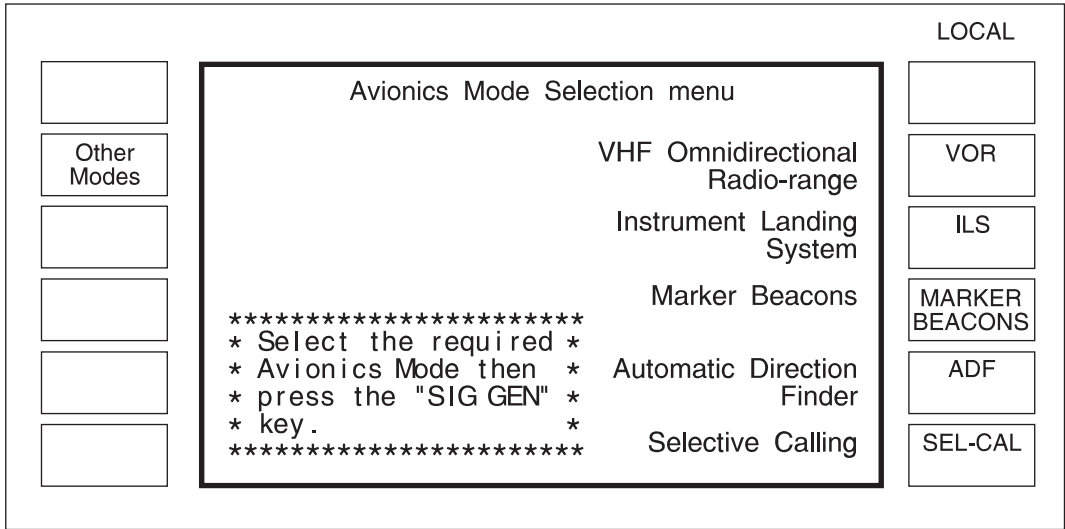 LOCAL
Avionics Mode Selection menu
Other
Modes
VHF Omnidirectional
Radio-range
VOR
Instrument Landing
System
ILS
Marker Beacons
MARKER
BEACONS
***********************
* Select the required *
* Avionics Mode then *
* press the "SIG GEN" *
* key. *
***********************
Automatic Direction
Finder
ADF
Selective Calling
SEL-CAL